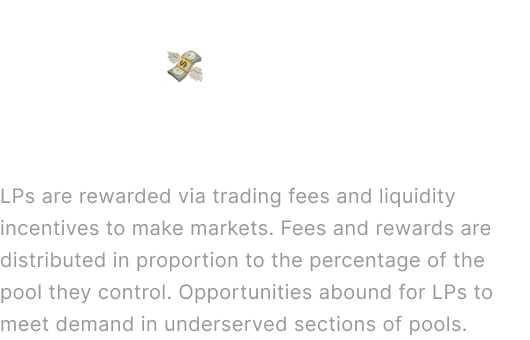 LPs are rewarded via trading fees and liquidity
incentives to make markets. Fees and rewards are
distributed in proportion to the percentage of the
pool they control. Opportunities abound for LPs to
meet demand in underserved sections of pools.